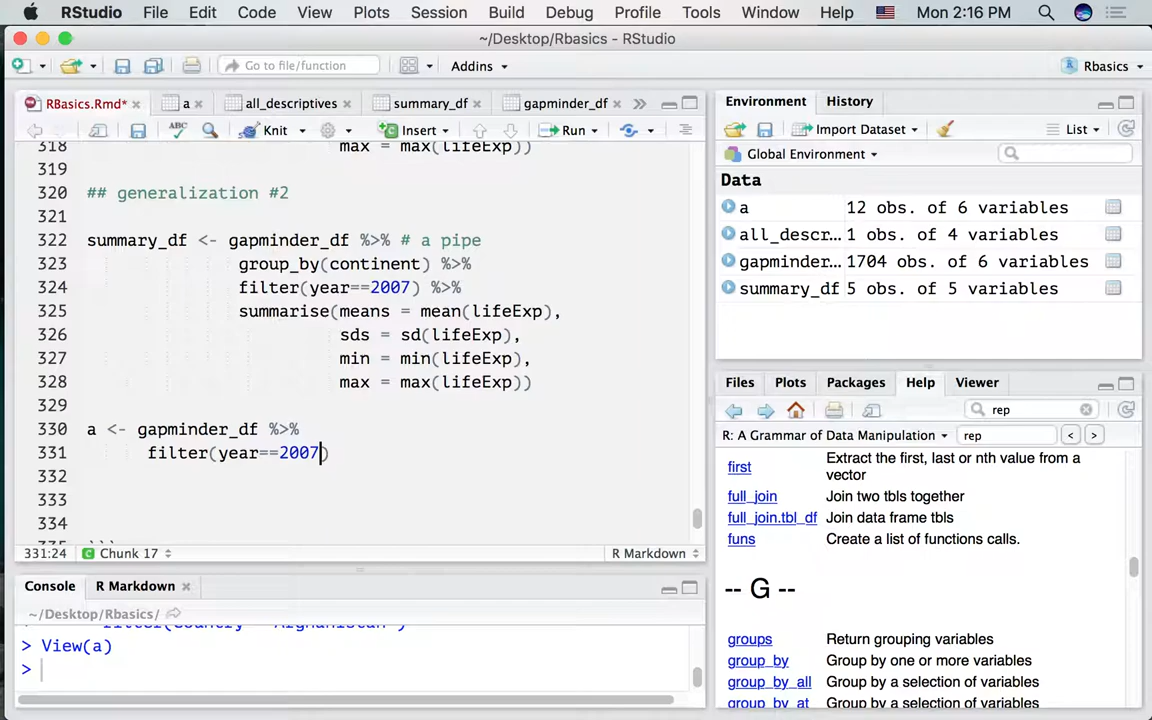 RStudio File Edit Code View Plots Session Build Debug Profile Tools Window Help Mon 2:16 PM
~/Desktop/Rbasics - RStudio
Go to file/function Addins Rbasics
RBasics.Rmd* a all_descriptives summary_df gapminder_df
ABC Knit Insert Run
318 max = max(lifeExp))
319
320 ## generalization #2
321
322 summary_df <- gapminder_df %>% # a pipe
323 group_by(continent) %>%
324 filter(year==2007) %>%
325 summarise(means = mean(lifeExp),
326 sds = sd(lifeExp),
327 min = min(lifeExp),
328 max = max(lifeExp))
329
330 a <- gapminder_df %>%
331 filter(year==2007)
332
333
334
331:24 Chunk 17 R Markdown
Console R Markdown
~/Desktop/Rbasics/
> View(a)
>
Environment History
Import Dataset List
Global Environment
Data
a 12 obs. of 6 variables
all_descr... 1 obs. of 4 variables
gapminder... 1704 obs. of 6 variables
summary_df 5 obs. of 5 variables
Files Plots Packages Help Viewer
rep
R: A Grammar of Data Manipulation rep < >
first Extract the first, last or nth value from a
vector
full_join Join two tbls together
full_join.tbl_df Join data frame tbls
funs Create a list of functions calls.
-- G --
groups Return grouping variables
group_by Group by one or more variables
group_by_all Group by a selection of variables
group_by_at Group by a selection of variables